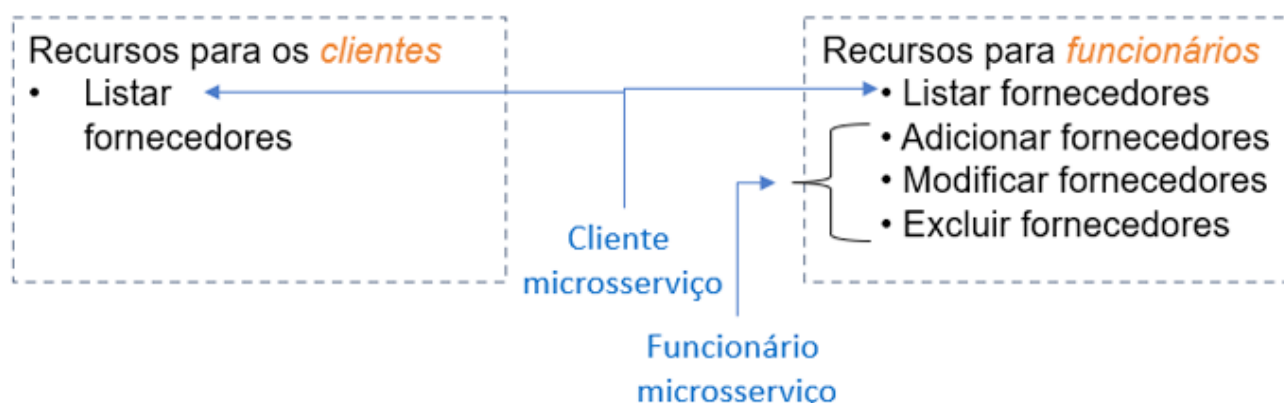 Recursos para os clientes
• Listar
fornecedores
Recursos para funcionários
• Listar fornecedores
• Adicionar fornecedores
• Modificar fornecedores
• Excluir fornecedores
Cliente
microsserviço
Funcionário
microsserviço